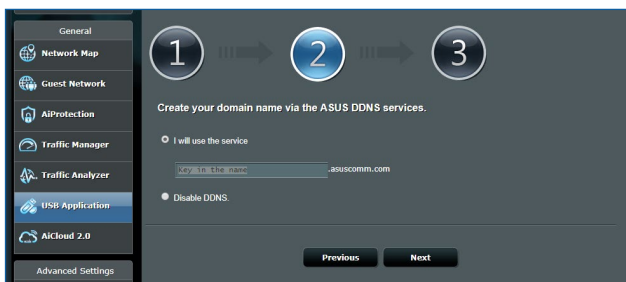 General
Network Map
Guest Network
AiProtection
Traffic Manager
Traffic Analyzer
USB Application
AiCloud 2.0
Advanced Settings
1
2
3
Create your domain name via the ASUS DDNS services.
I will use the service
Key in the name
.asuscomm.com
Disable DDNS.
Previous
Next